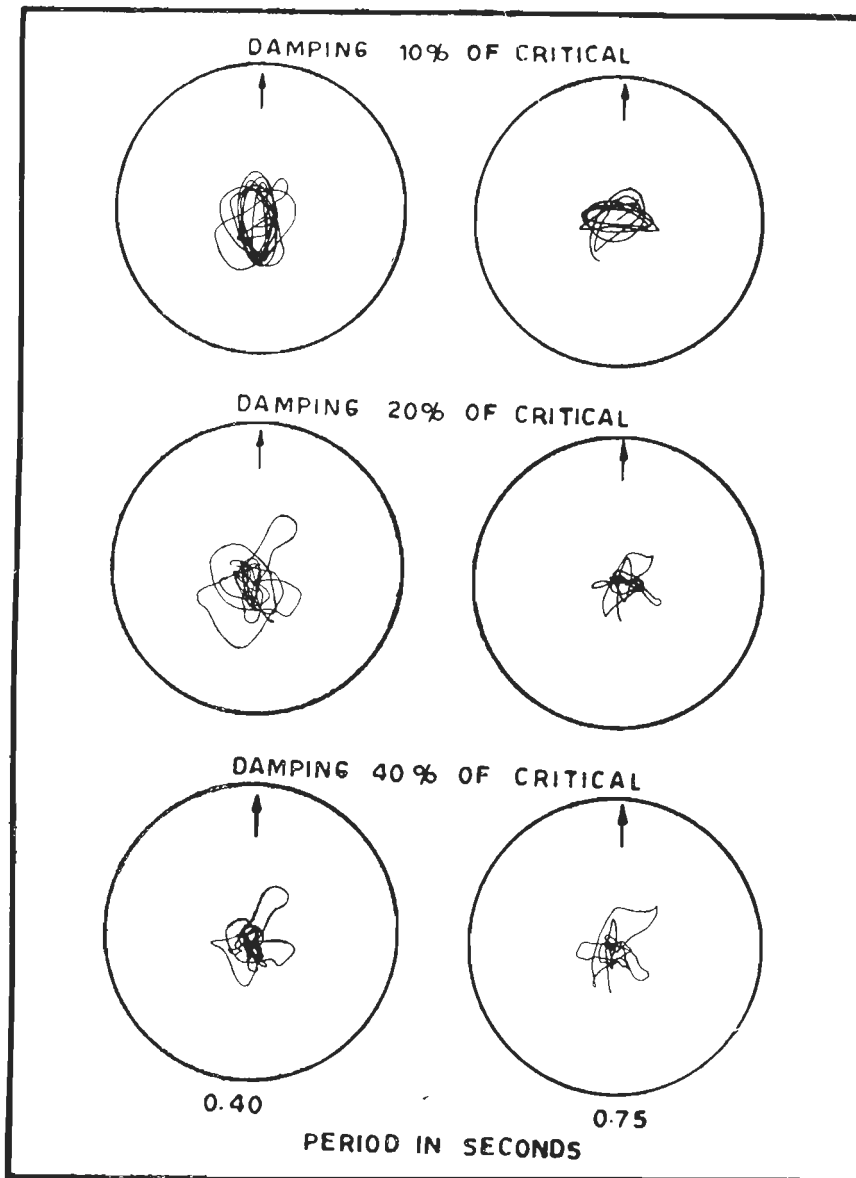 DAMPING 10% OF CRITICAL
DAMPING 20% OF CRITICAL
DAMPING 40% OF CRITICAL
0.40 0.75
PERIOD IN SECONDS